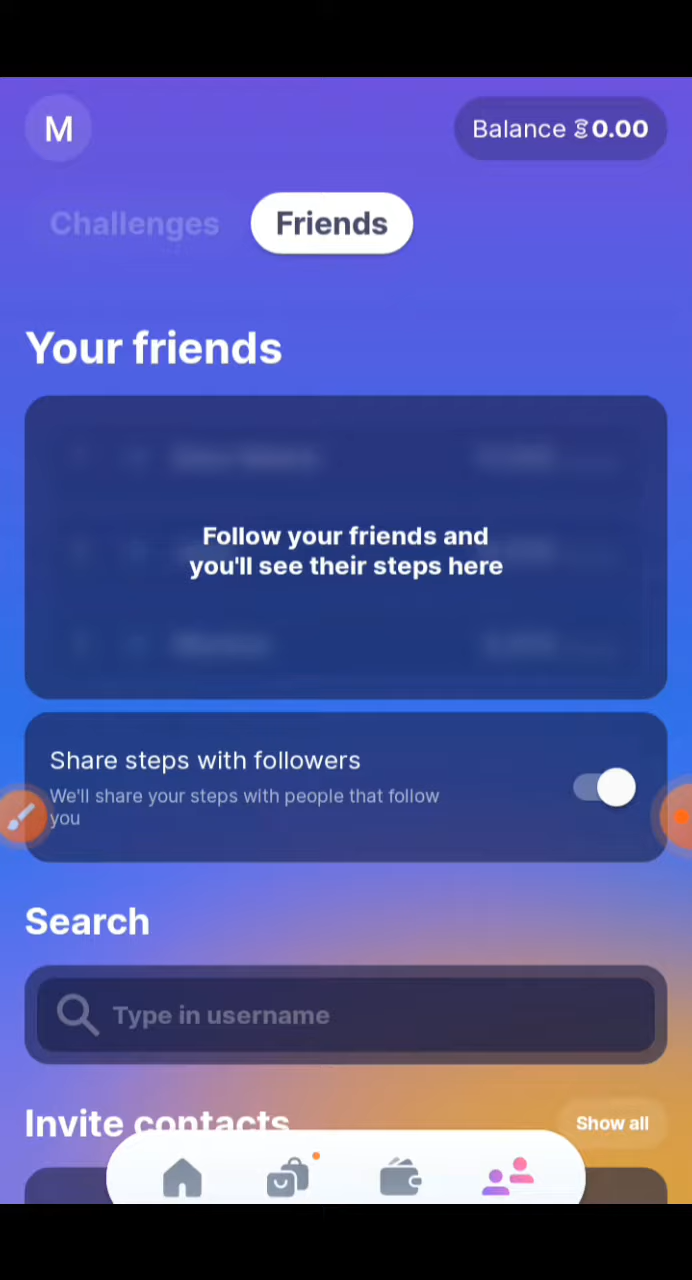 M
Balance 0.00
Challenges
Friends
Your friends
Follow your friends and
you'll see their steps here
Share steps with followers
We'll share your steps with people that follow
you
Search
Type in username
Invite contacts
Show all